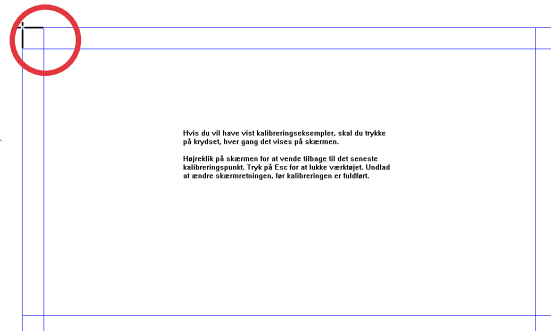 Hvis du vil have vist kalibreringseksempler, skal du trykke
på krydset, hver gang det vises på skærmen.
Højreklik på skærmen for at vende tilbage til det seneste
kalibreringspunkt. Tryk på Esc for at lukke værktøjet. Undlad
at ændre skærmretningen, før kalibreringen er fuldført.